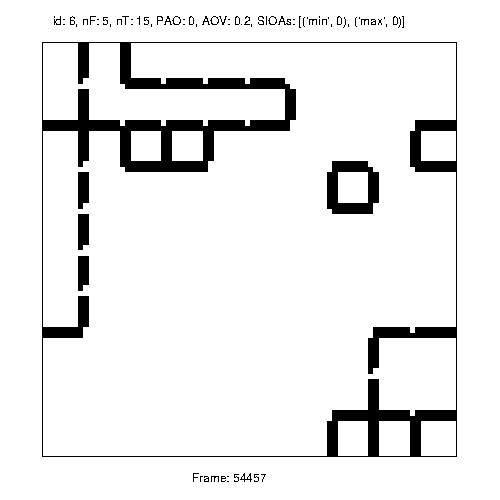 id: 6, nF: 5, nT: 15, PAO: 0, AOV: 0.2, SIOAs: [('min', 0), ('max', 0)]
Frame: 54457